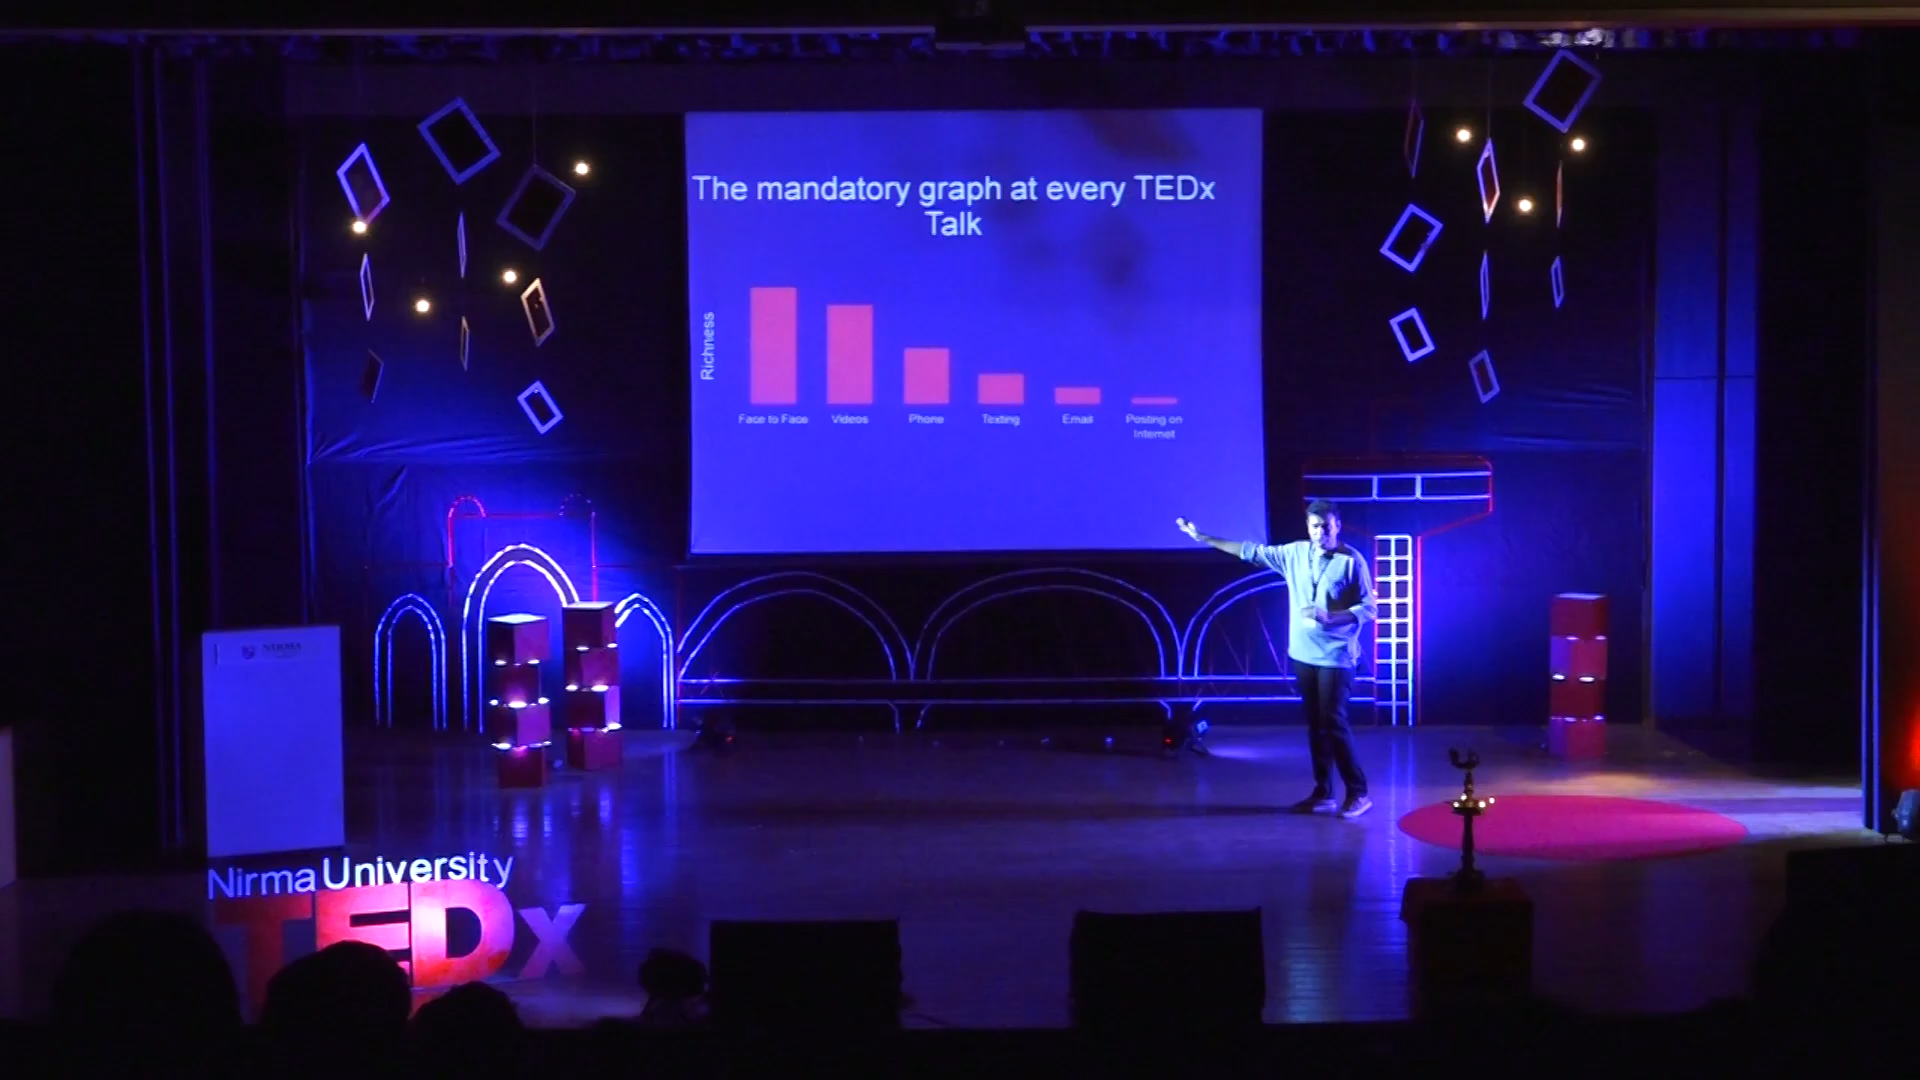 The mandatory graph at every TEDx
Talk
Richness
Face to Face
Videos
Phone
Texting
Email
Posting on
Internet
NIRMA
Nirma University
TEDx